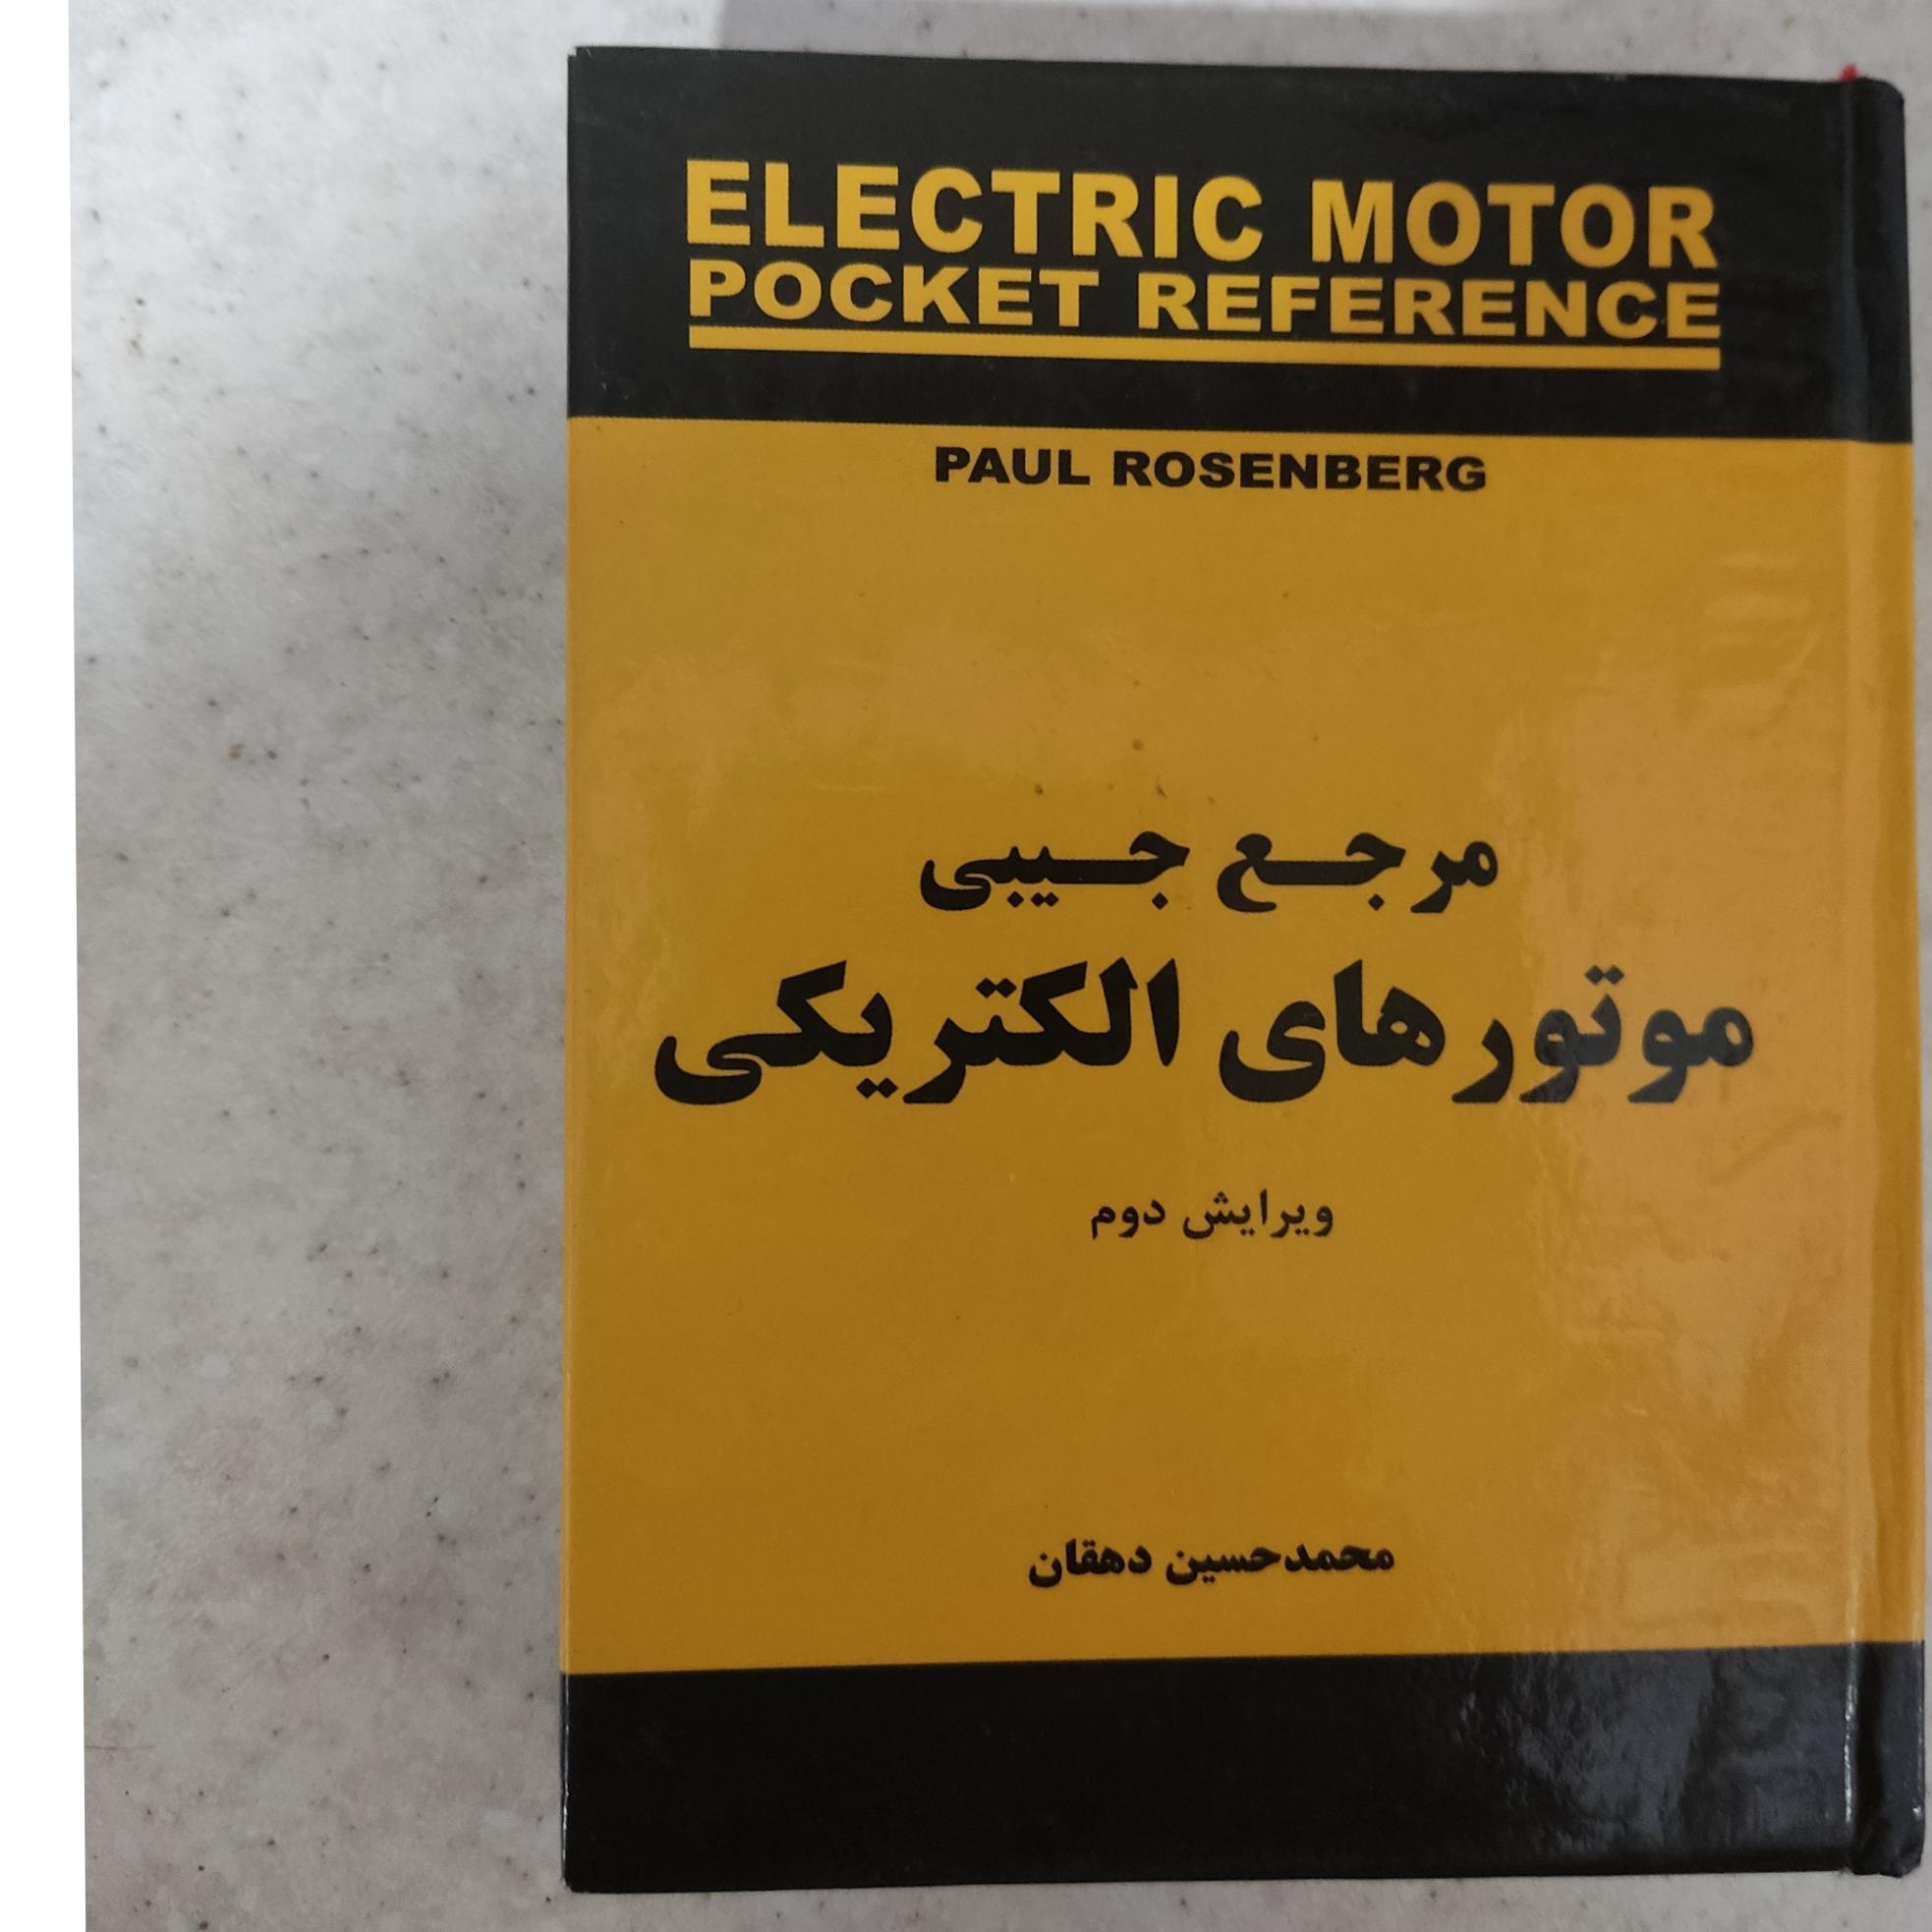 ELECTRIC MOTOR
POCKET REFERENCE
PAUL ROSENBERG
مرجع جیبی
موتورهای الکتریکی
ویرایش دوم
محمدحسین دهقان